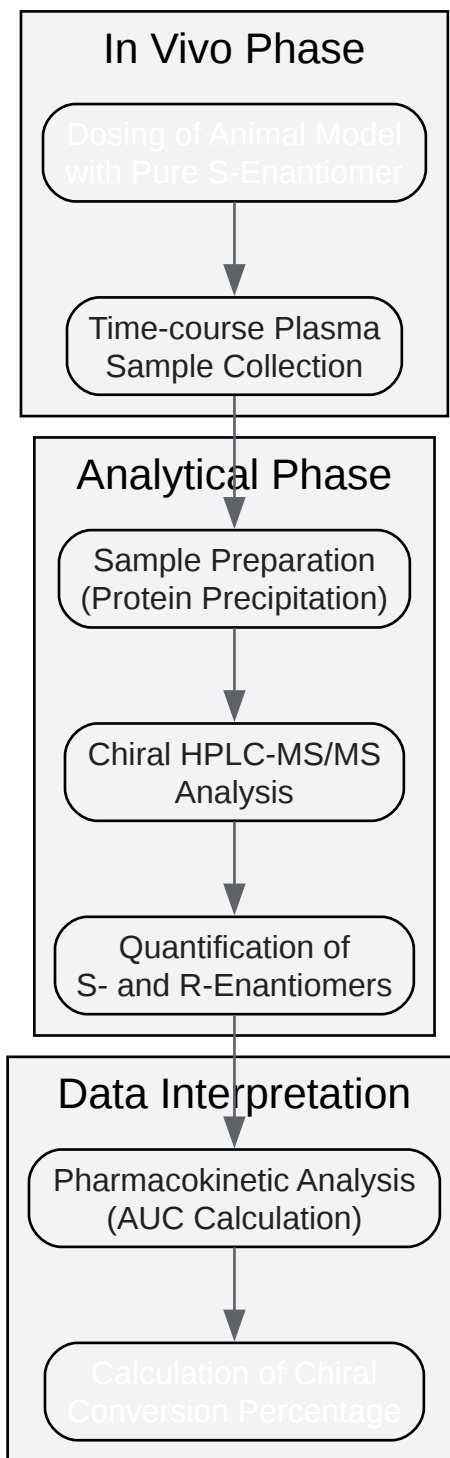 In Vivo Phase
Dosing of Animal Model
with Pure S-Enantiomer
Time-course Plasma
Sample Collection
Analytical Phase
Sample Preparation
(Protein Precipitation)
Chiral HPLC-MS/MS
Analysis
Quantification of
S- and R-Enantiomers
Data Interpretation
Pharmacokinetic Analysis
(AUC Calculation)
Calculation of Chiral
Conversion Percentage